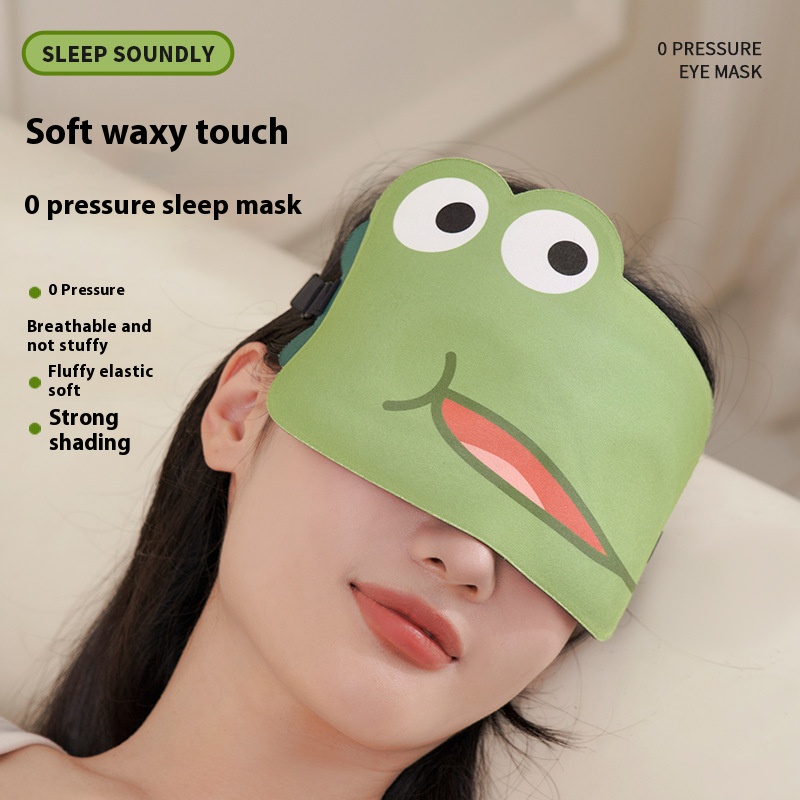 SLEEP SOUNDLY
0 PRESSURE
EYE MASK
Soft waxy touch
0 pressure sleep mask
0 Pressure
Breathable and
not stuffy
Fluffy elastic
soft
Strong
shading